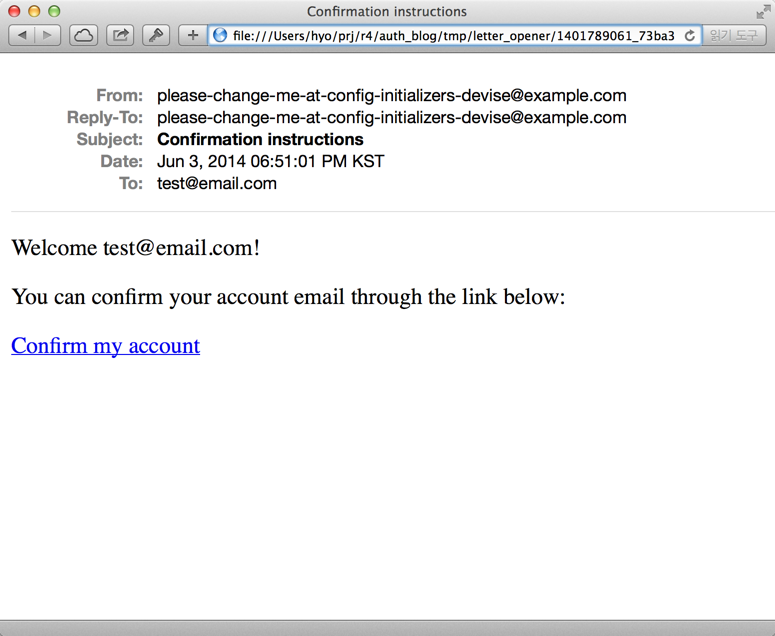 Confirmation instructions
file:///Users/hyo/prj/r4/auth_blog/tmp/letter_opener/1401789061_73ba3 읽기 도구
From: please-change-me-at-config-initializers-devise@example.com
Reply-To: please-change-me-at-config-initializers-devise@example.com
Subject: Confirmation instructions
Date: Jun 3, 2014 06:51:01 PM KST
To: test@email.com
Welcome test@email.com!
You can confirm your account email through the link below:
Confirm my account